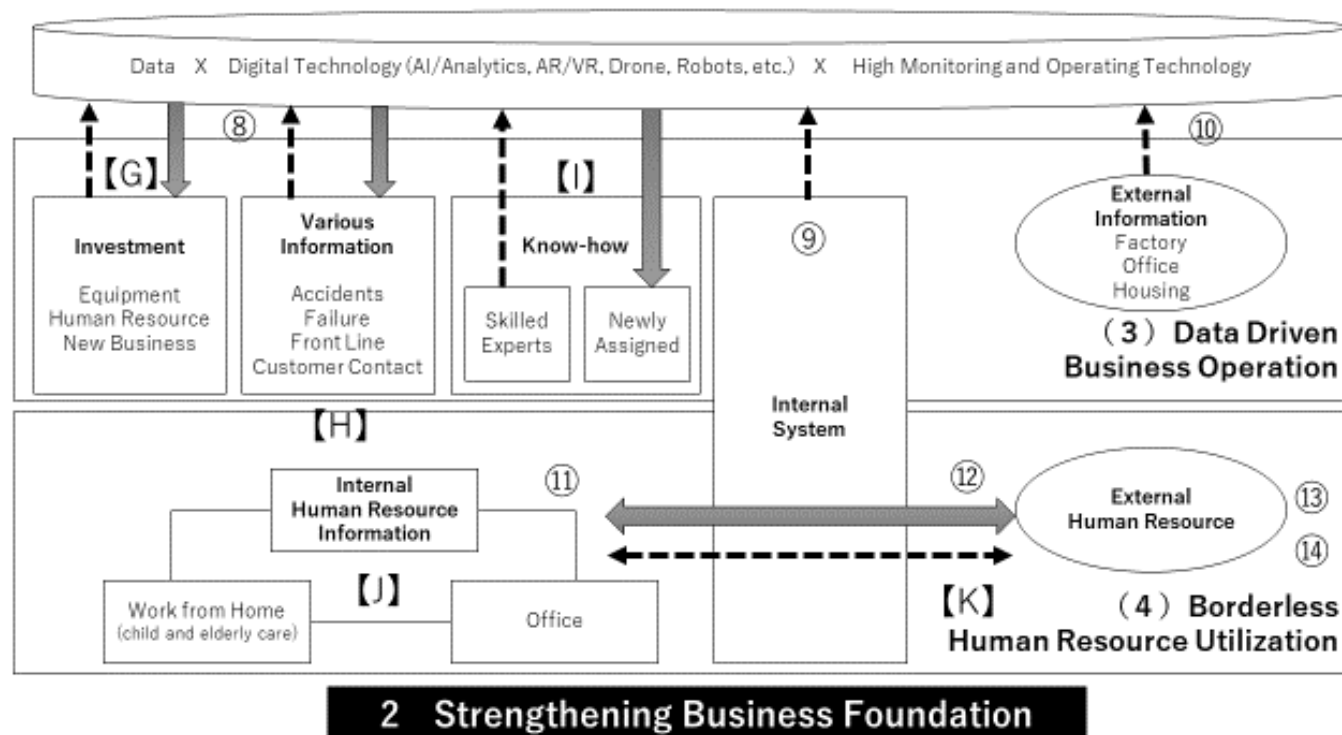 Data X Digital Technology (AI/Analytics, AR/VR, Drone, Robots, etc.) X High Monitoring and Operating Technology
⑧
⑩
【G】
【I】
Investment
Equipment
Human Resource
New Business
Various
Information
Accidents
Failure
Front Line
Customer Contact
Know-how
Skilled
Experts
Newly
Assigned
⑨
Internal
System
External
Information
Factory
Office
Housing
（3）Data Driven
Business Operation
【H】
Internal
Human Resource
Information
⑪
⑫
External
Human Resource
⑬
⑭
【J】
Work from Home
(child and elderly care)
Office
【K】
（4）Borderless
Human Resource Utilization
2 Strengthening Business Foundation